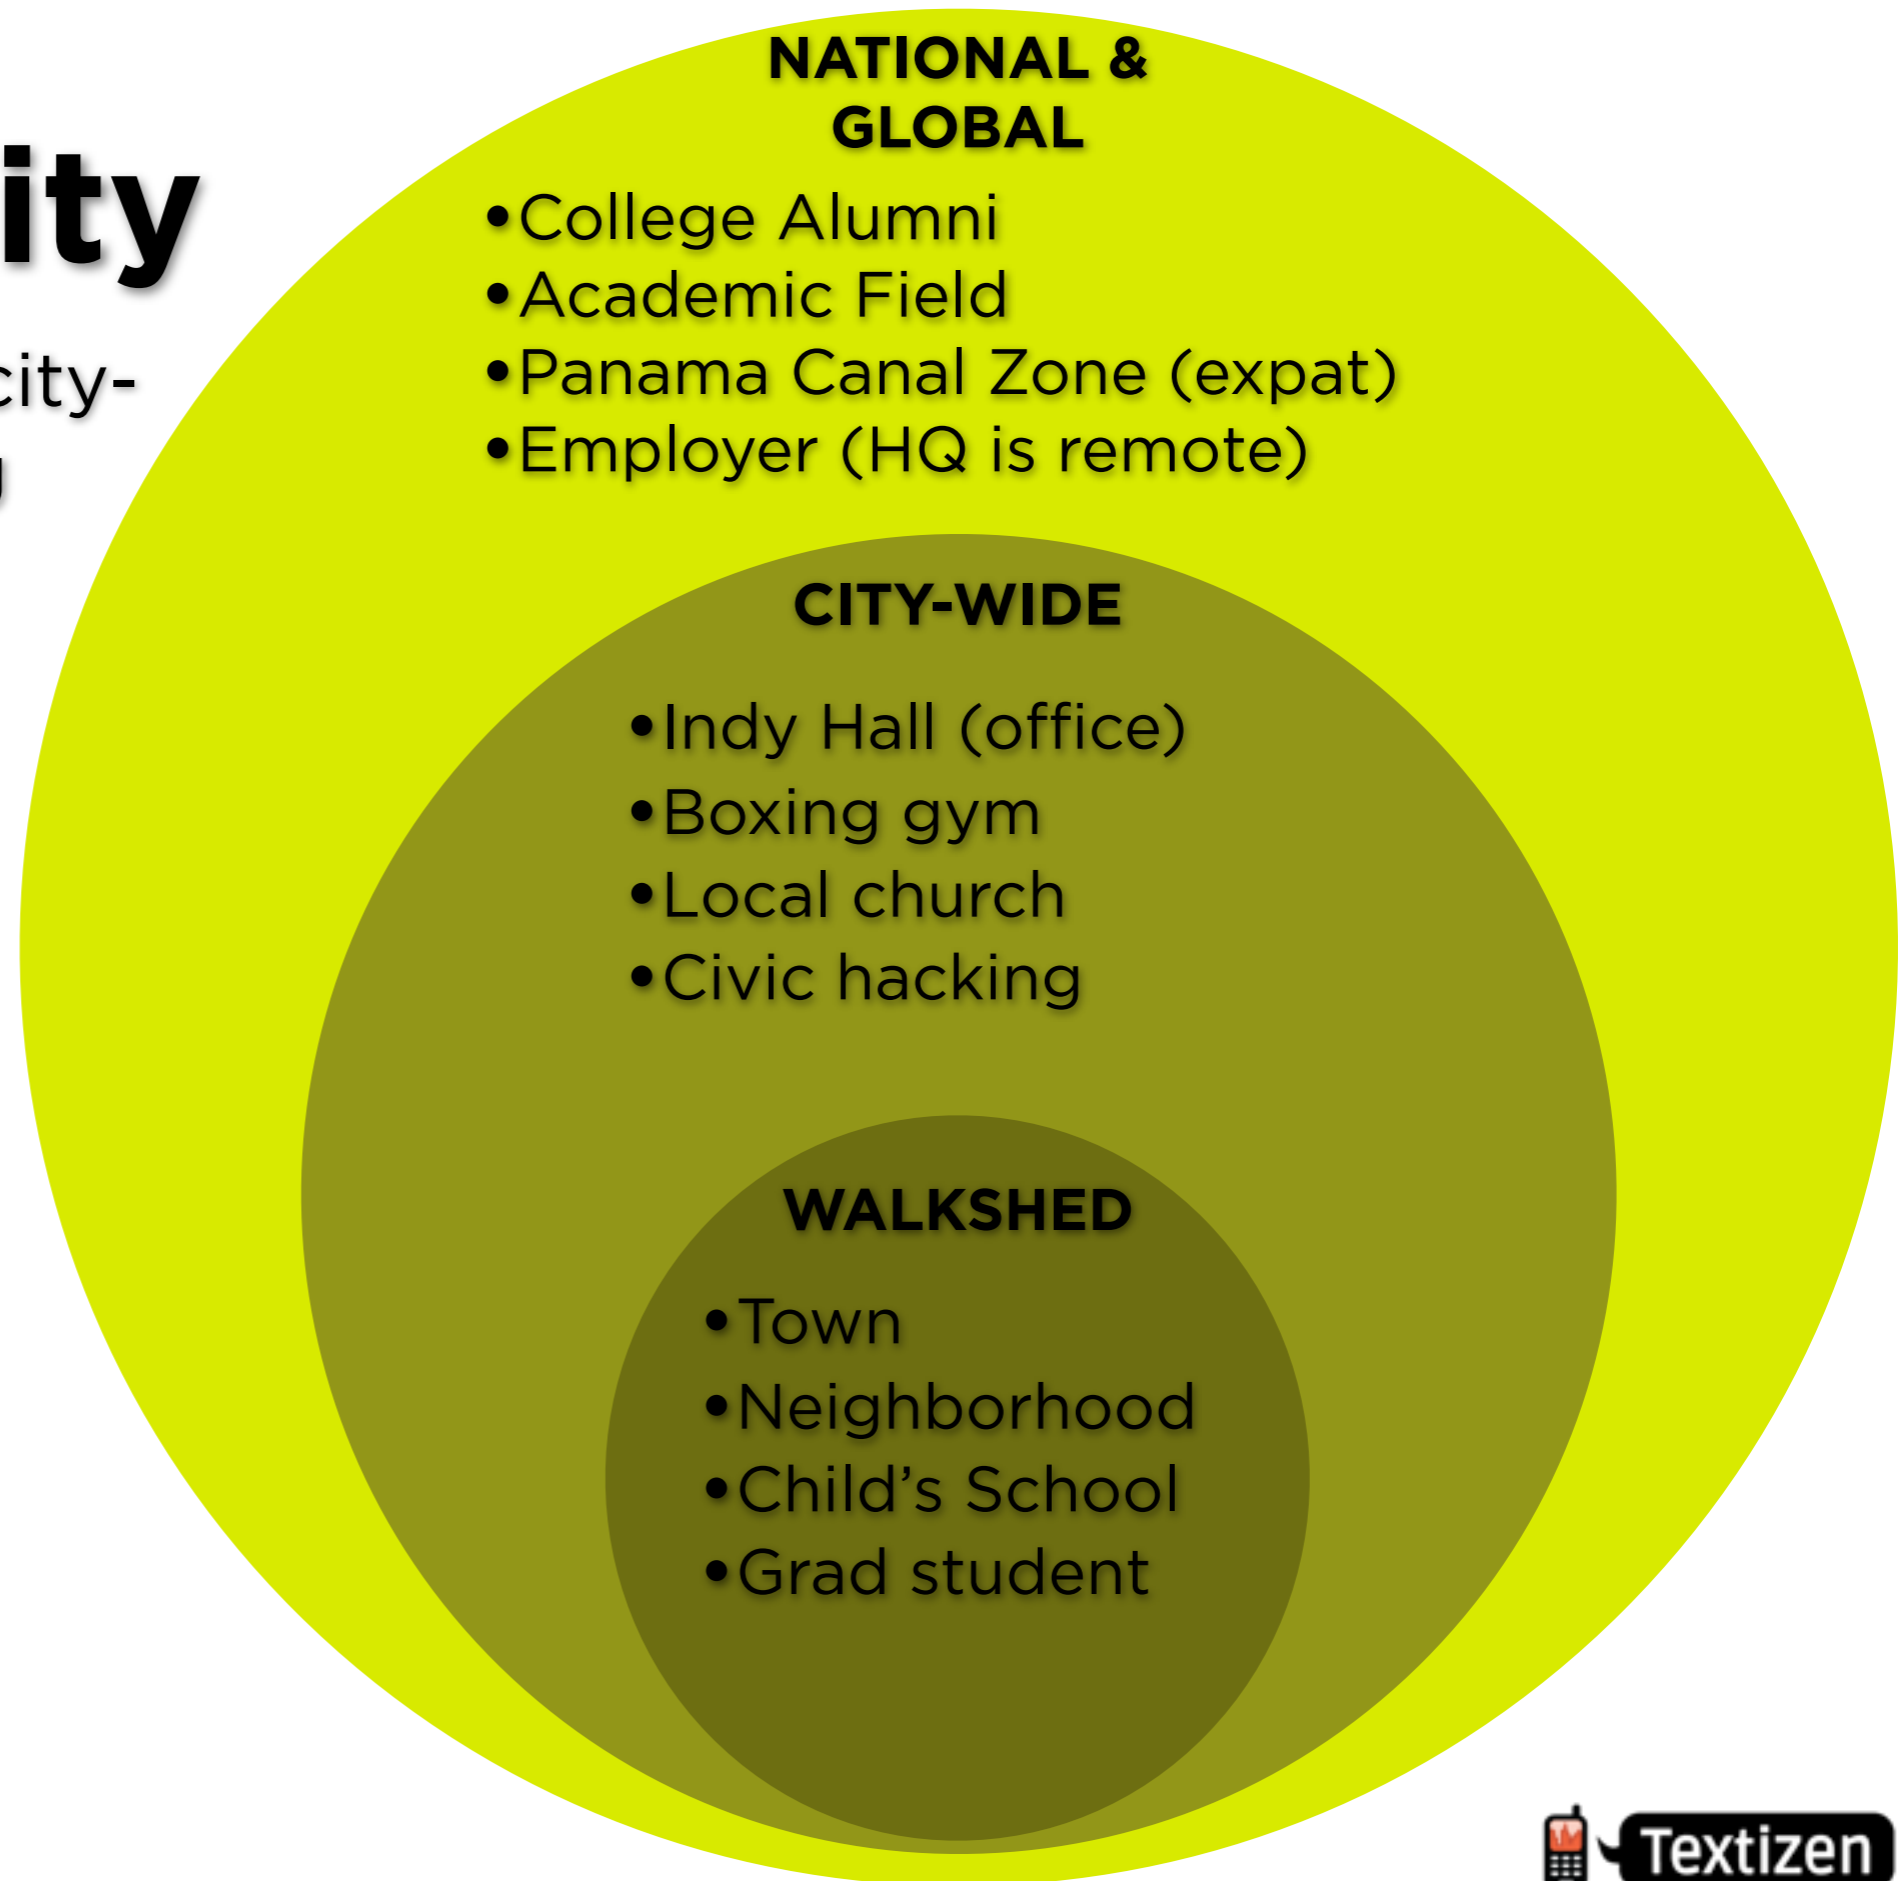 NATIONAL &
GLOBAL
•College Alumni
•Academic Field
•Panama Canal Zone (expat)
•Employer (HQ is remote)
ity
city-
CITY-WIDE
•Indy Hall (office)
•Boxing gym
•Local church
•Civic hacking
WALKSHED
•Town
•Neighborhood
•Child’s School
•Grad student
Textizen